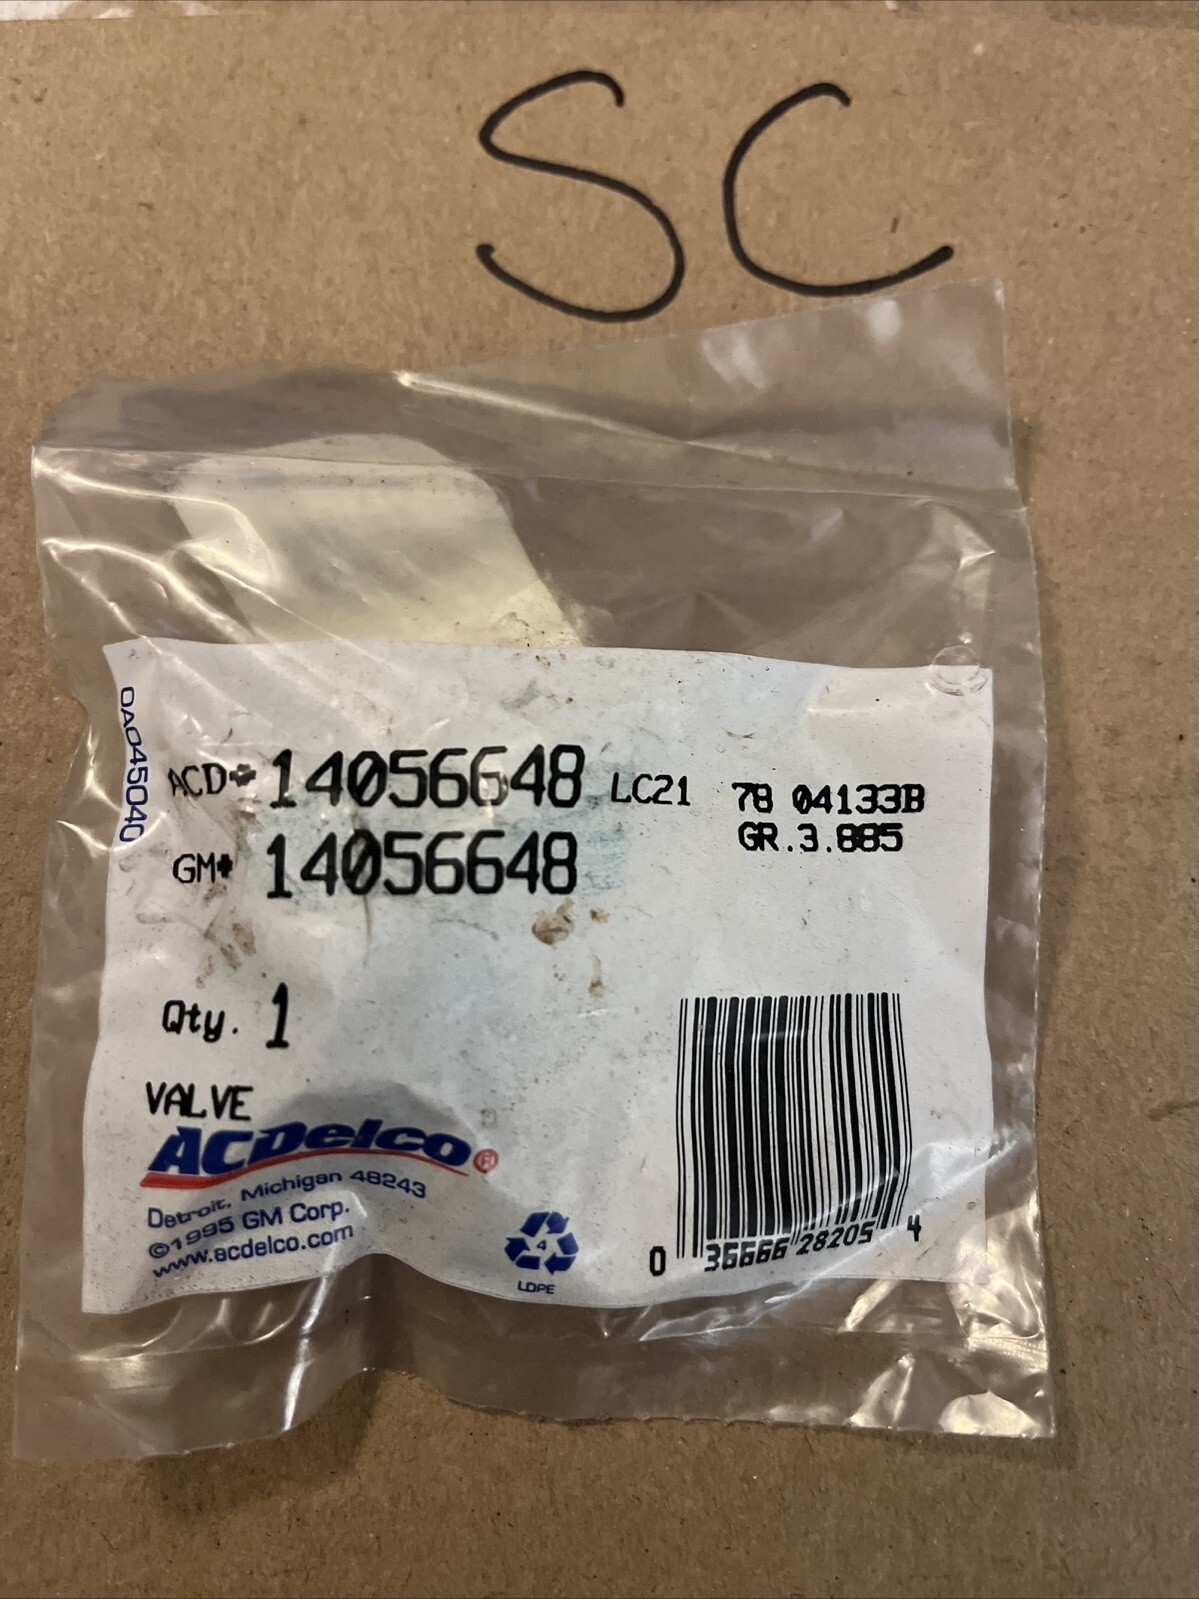 SC
0A045040
ACD# 14056648 LC21 78 04133B
GM# 14056648 GR.3.885
Qty. 1
VALVE
ACDelco®
Detroit, Michigan 48243
©1995 GM Corp.
www.acdelco.com
4
LDPE
0 36666 28205 4